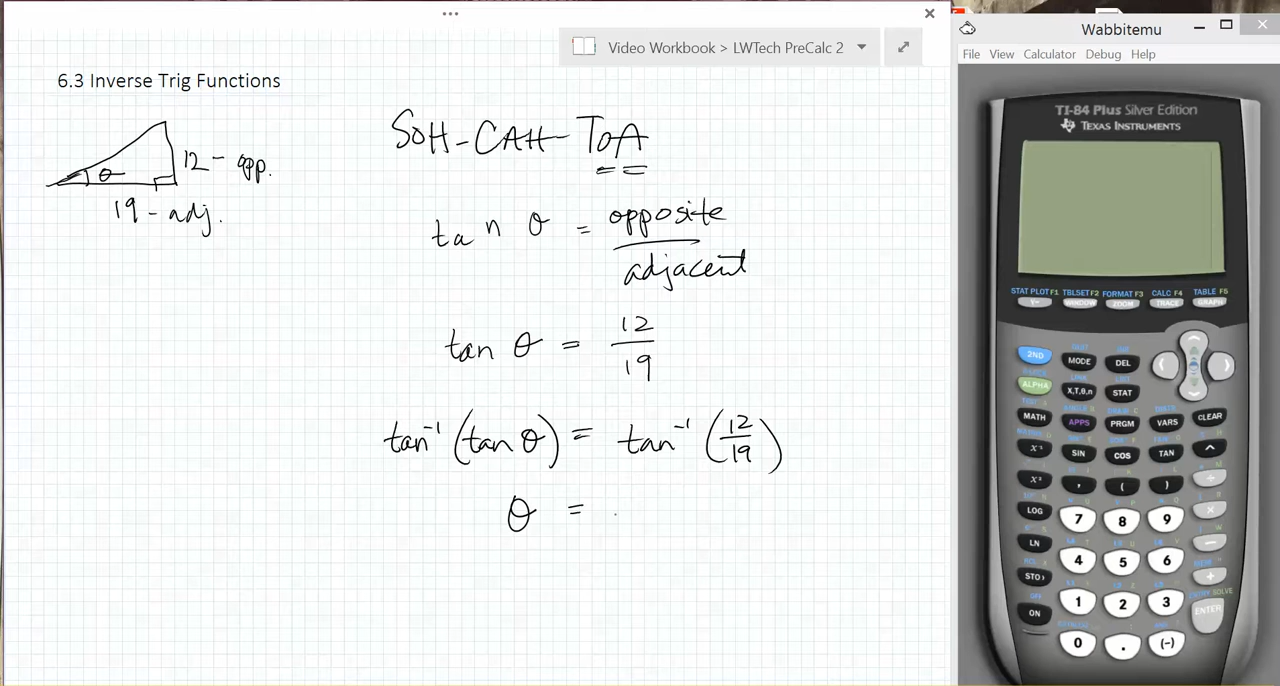 ...
Video Workbook > LWTech PreCalc 2
6.3 Inverse Trig Functions
θ
12 - opp.
19 - adj.
SOH-CAH-TOA
tan θ = opposite
adjacent
tan θ = 12
19
tan⁻¹(tan θ) = tan⁻¹(12/19)
θ =
Wabbitemu
File View Calculator Debug Help
TI-84 Plus Silver Edition
TEXAS INSTRUMENTS
STAT PLOT F1 TBLSET F2 FORMAT F3 CALC F4 TABLE F5
Y= WINDOW ZOOM TRACE GRAPH
2ND MODE DEL
ALPHA X,T,θ,n STAT
MATH APPS PRGM VARS CLEAR
x⁻¹ SIN COS TAN ^
x² , ( ) ÷
LOG 7 8 9 ×
LN 4 5 6 −
STO› 1 2 3 +
ON 0 . (−) ENTER